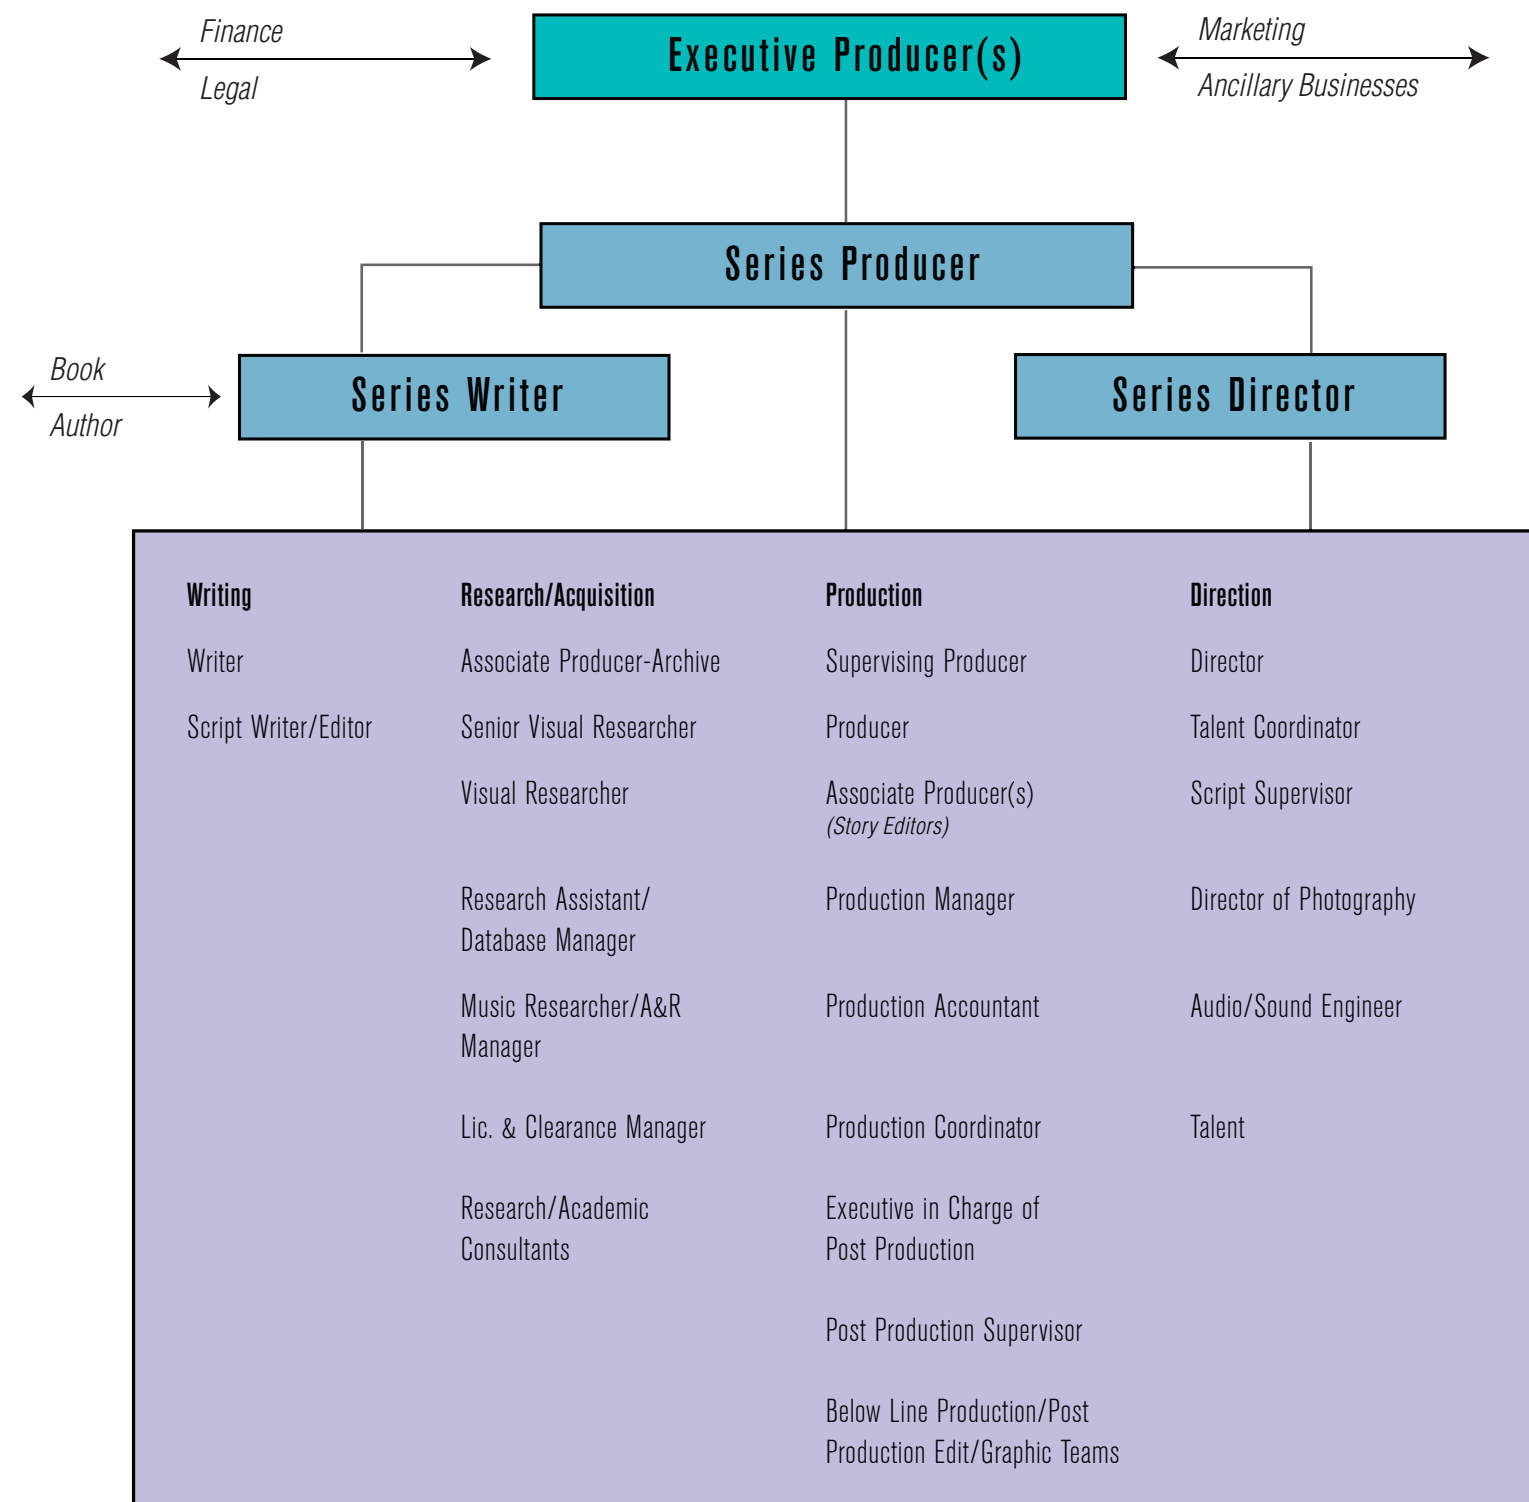 Finance
Legal
Executive Producer(s)
Marketing
Ancillary Businesses
Series Producer
Book
Author
Series Writer
Series Director
Writing
Writer
Script Writer/Editor
Research/Acquisition
Associate Producer-Archive
Senior Visual Researcher
Visual Researcher
Research Assistant/
Database Manager
Music Researcher/A&R
Manager
Lic. & Clearance Manager
Research/Academic
Consultants
Production
Supervising Producer
Producer
Associate Producer(s)
(Story Editors)
Production Manager
Production Accountant
Production Coordinator
Executive in Charge of
Post Production
Post Production Supervisor
Below Line Production/Post
Production Edit/Graphic Teams
Direction
Director
Talent Coordinator
Script Supervisor
Director of Photography
Audio/Sound Engineer
Talent